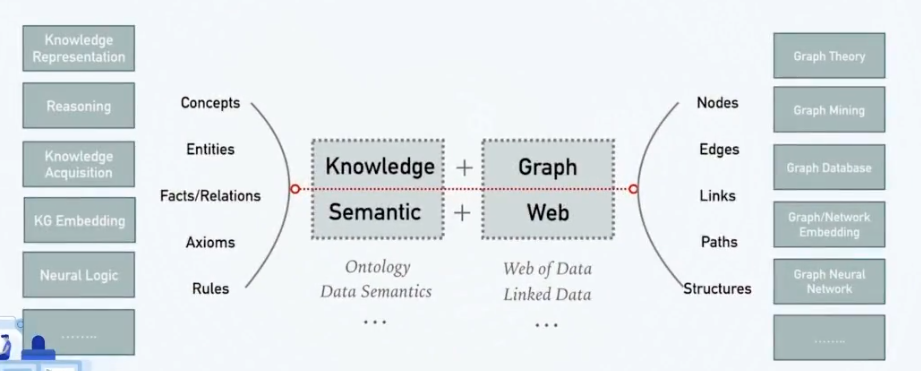 Knowledge
Representation
Reasoning
Knowledge
Acquisition
KG Embedding
Neural Logic
........
Concepts
Entities
Facts/Relations
Axioms
Rules
Knowledge + Graph
Semantic + Web
Ontology
Data Semantics
...
Web of Data
Linked Data
...
Nodes
Edges
Links
Paths
Structures
Graph Theory
Graph Mining
Graph Database
Graph/Network
Embedding
Graph Neural
Network
........